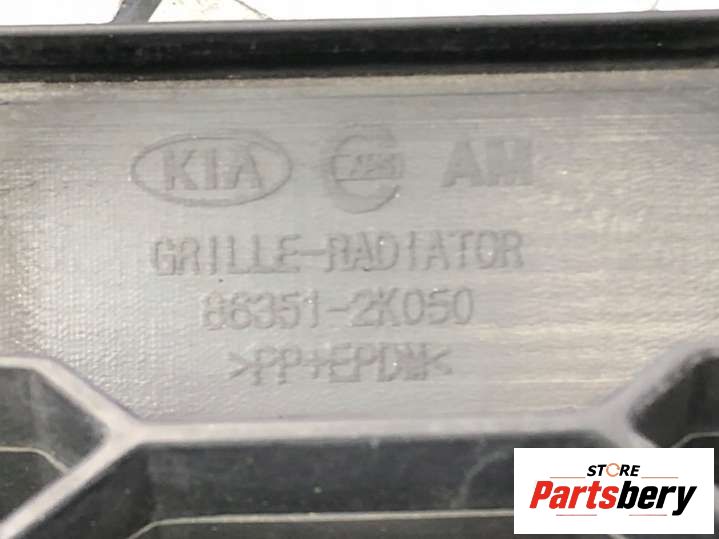 KIA AM
GRILLE-RADIATOR
86351-2K050
>PP+EPDM<
STORE
Partsbery